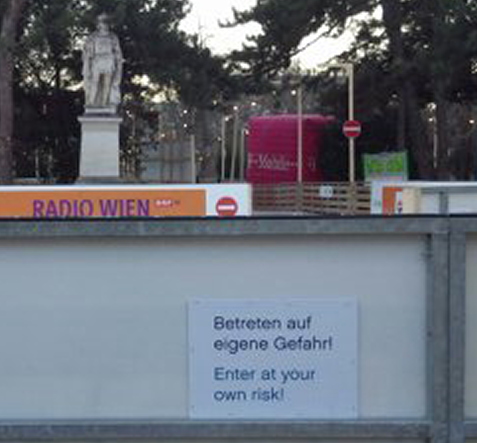 T··Mobile··
RADIO WIEN
Betreten auf
eigene Gefahr!
Enter at your
own risk!